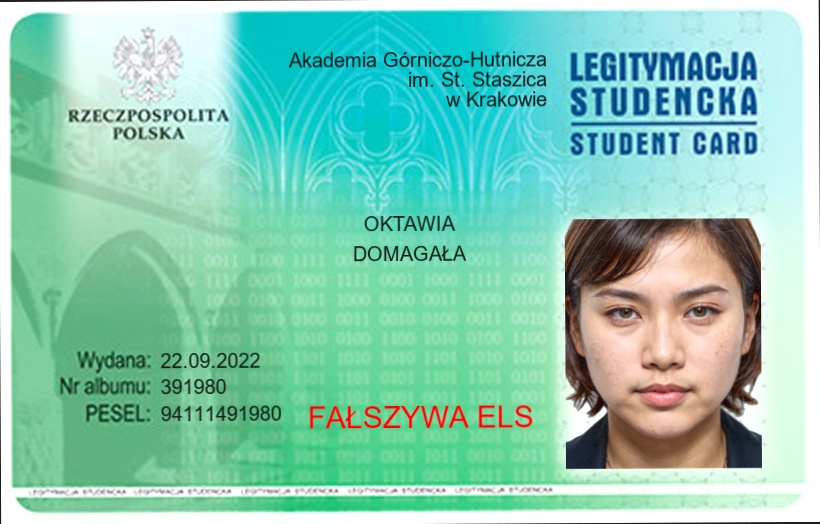 RZECZPOSPOLITA
POLSKA
Akademia Górniczo-Hutnicza
im. St. Staszica
w Krakowie
LEGITYMACJA
STUDENCKA
STUDENT CARD
OKTAWIA
DOMAGAŁA
Wydana: 22.09.2022
Nr albumu: 391980
PESEL: 94111491980
FAŁSZYWA ELS
LEGITYMACJA STUDENCKA LEGITYMACJA STUDENCKA LEGITYMACJA STUDENCKA LEGITYMACJA STUDENCKA LEGITYMACJA STUDENCKA